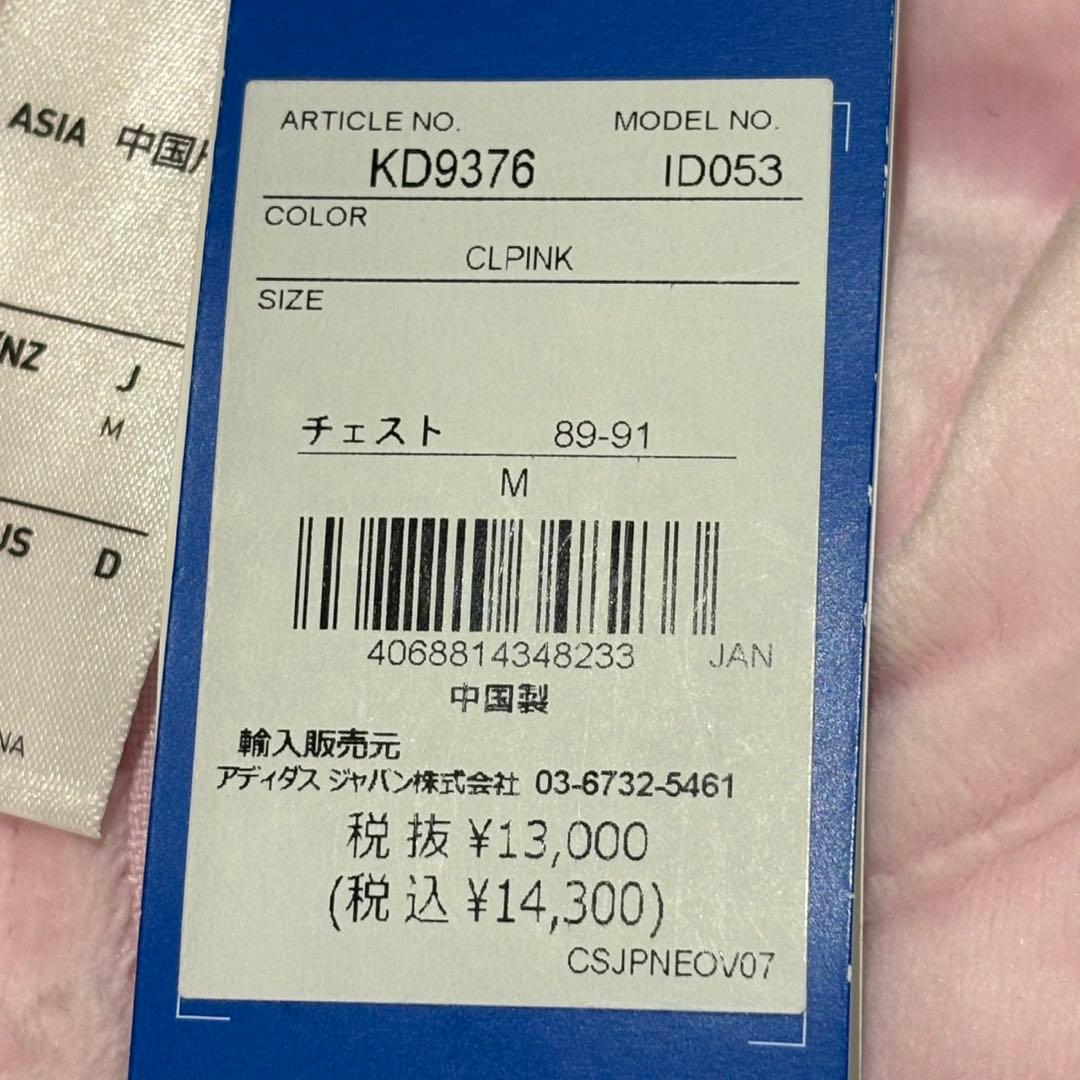 ARTICLE NO. MODEL NO.
KD9376 ID053
COLOR
CLPINK
SIZE
チェスト 89-91
M
4068814348233 JAN
中国製
輸入販売元
アディダス ジャパン株式会社 03-6732-5461
税抜 ¥13,000
(税込 ¥14,300)
CSJPNEOV07
ASIA 中国
/NZ J
M
D